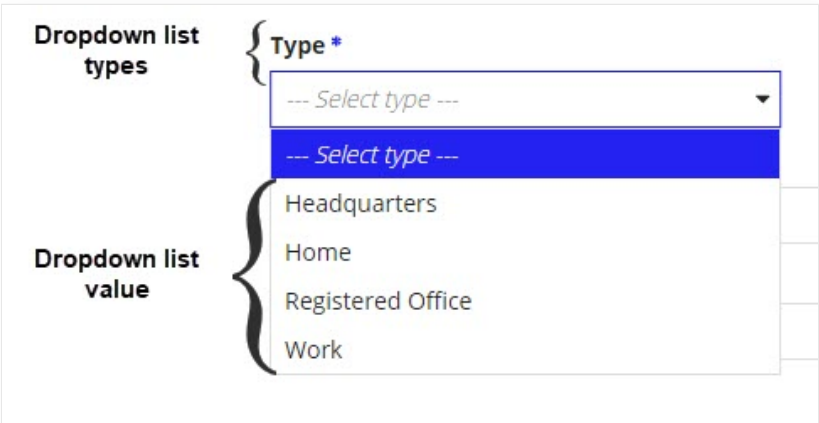 Dropdown list
types
Type *
--- Select type ---
--- Select type ---
Headquarters
Home
Registered Office
Work
Dropdown list
value